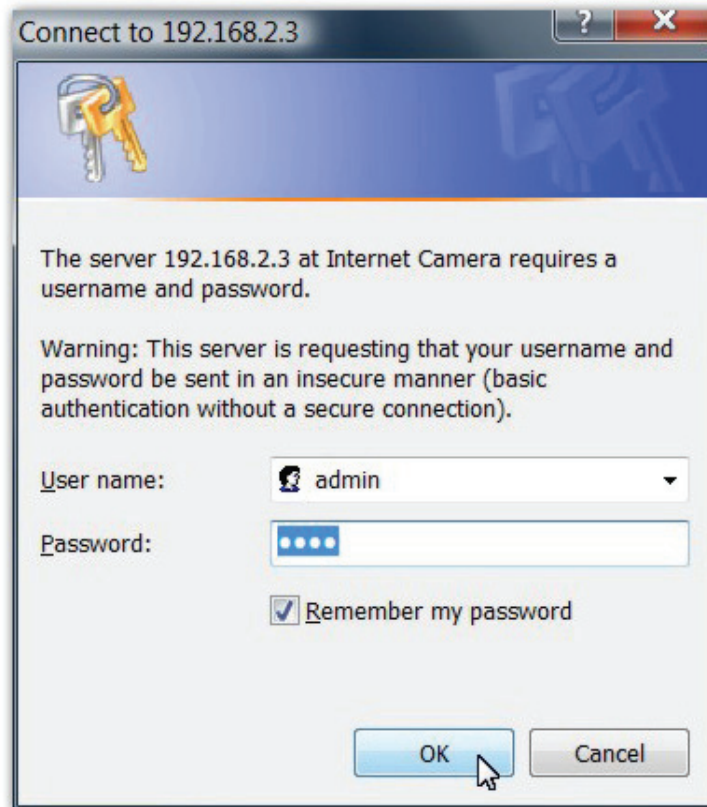 Connect to 192.168.2.3
?
The server 192.168.2.3 at Internet Camera requires a
username and password.
Warning: This server is requesting that your username and
password be sent in an insecure manner (basic
authentication without a secure connection).
User name:
admin
Password:
••••
Remember my password
OK
Cancel